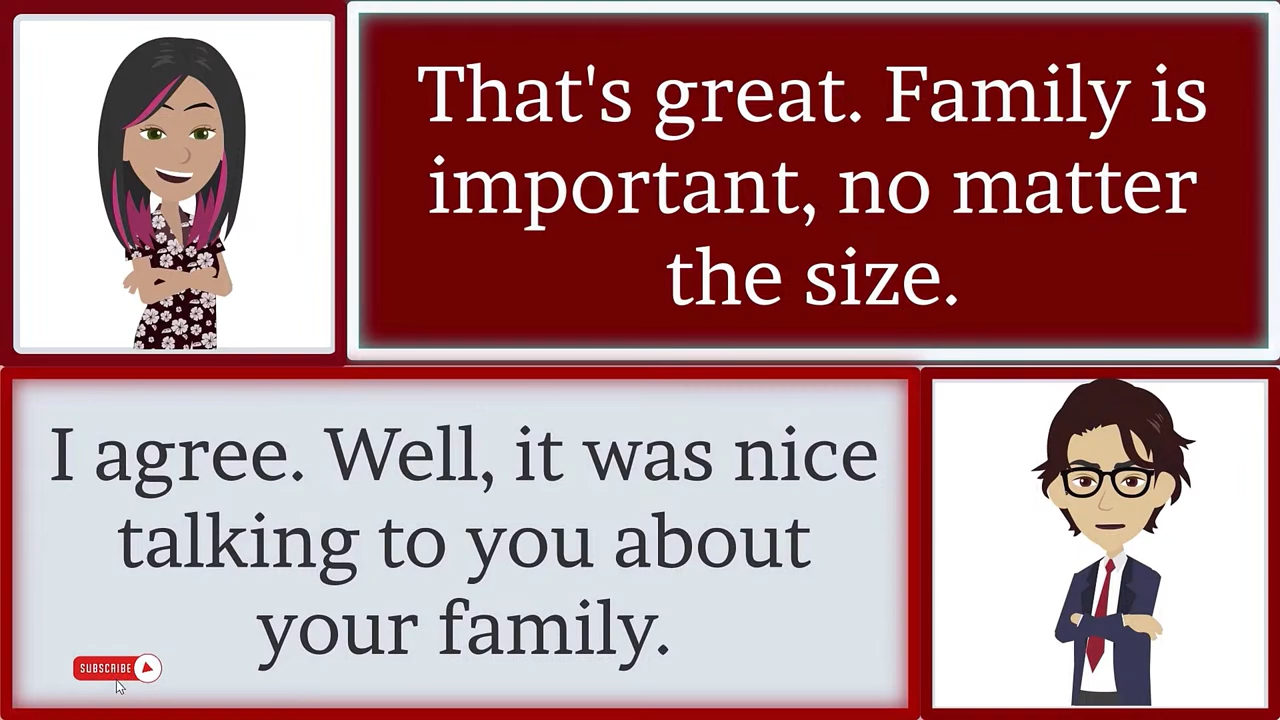 That's great. Family is
important, no matter
the size.
I agree. Well, it was nice
talking to you about
your family.
SUBSCRIBE